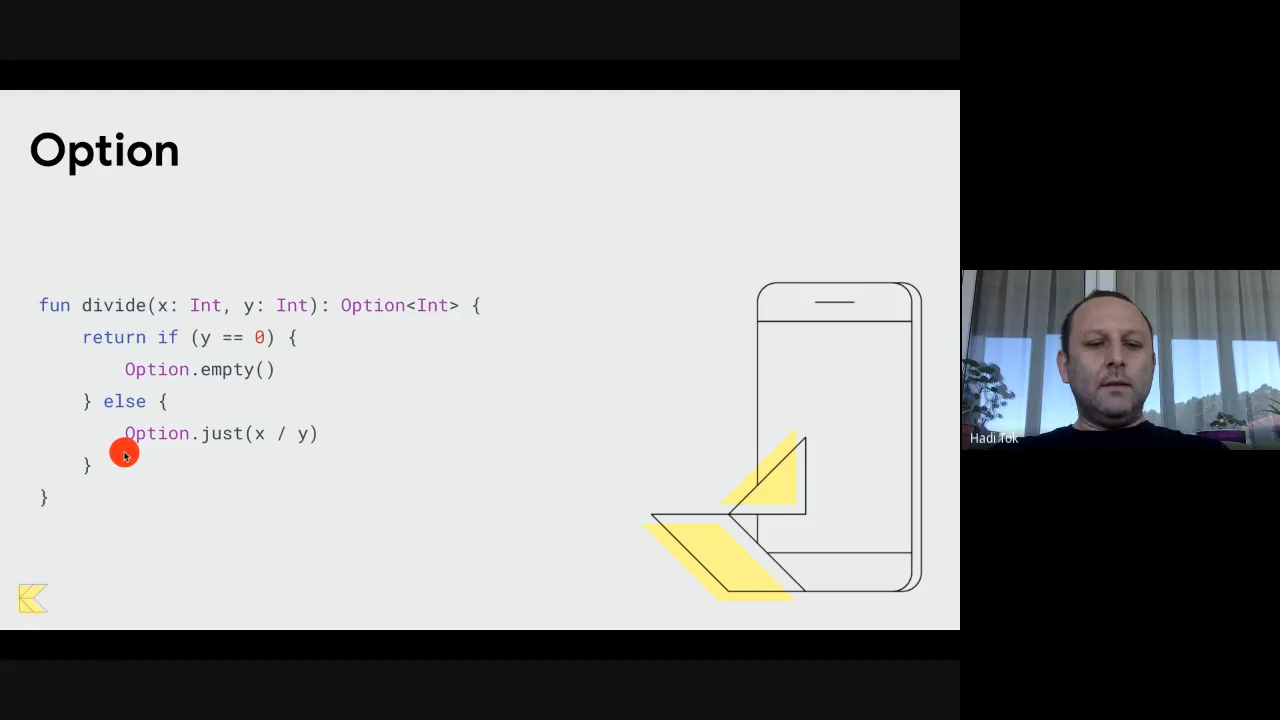 Option
fun divide(x: Int, y: Int): Option<Int> {
    return if (y == 0) {
        Option.empty()
    } else {
        Option.just(x / y)
    }
}
Hadi Tok